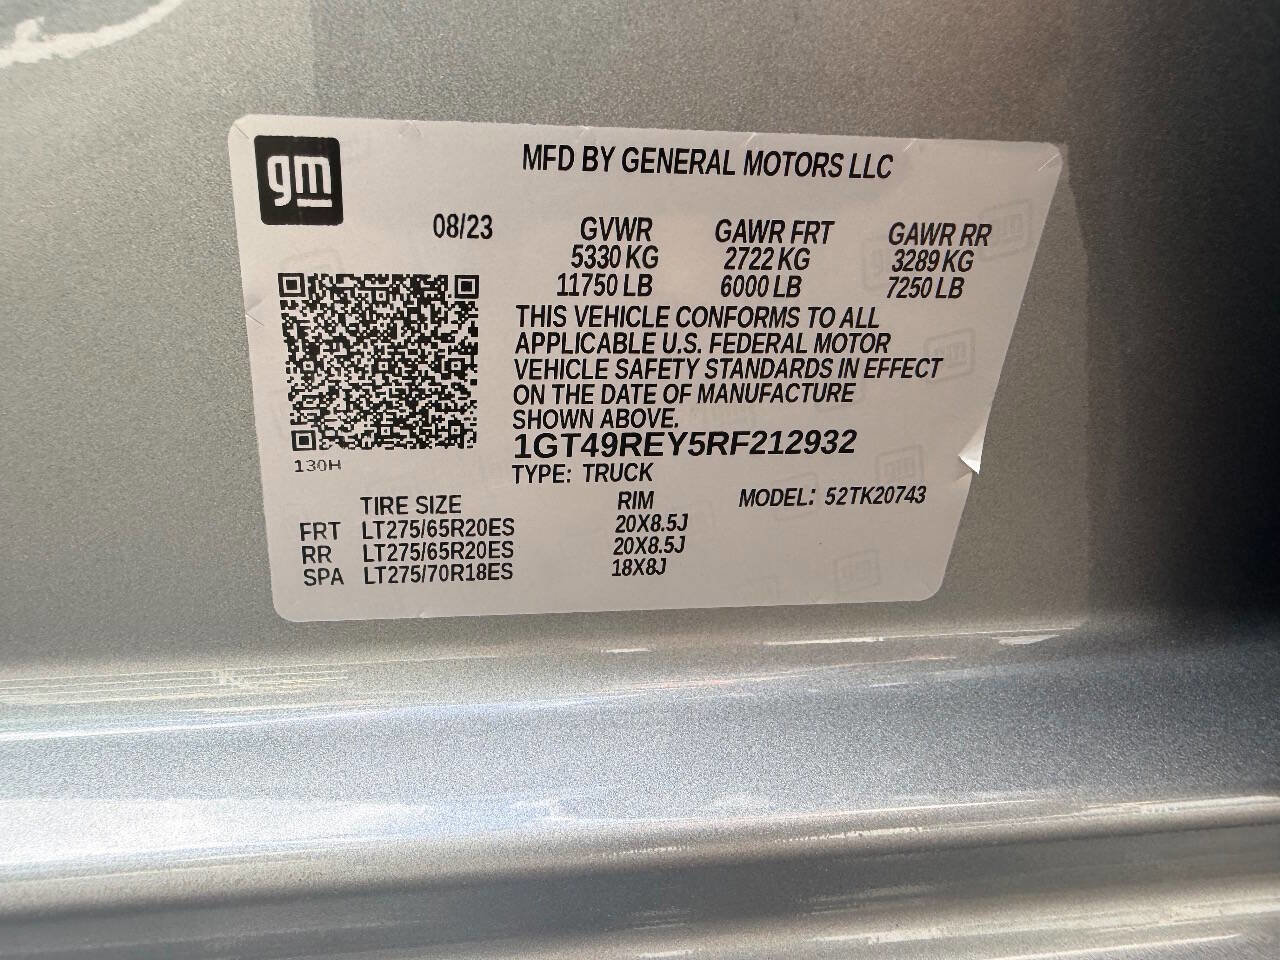 gm
MFD BY GENERAL MOTORS LLC
08/23 GVWR GAWR FRT GAWR RR
5330 KG 2722 KG 3289 KG
11750 LB 6000 LB 7250 LB
THIS VEHICLE CONFORMS TO ALL
APPLICABLE U.S. FEDERAL MOTOR
VEHICLE SAFETY STANDARDS IN EFFECT
ON THE DATE OF MANUFACTURE
SHOWN ABOVE.
1GT49REY5RF212932
130H
TYPE: TRUCK
TIRE SIZE RIM MODEL: 52TK20743
FRT LT275/65R20ES 20X8.5J
RR LT275/65R20ES 20X8.5J
SPA LT275/70R18ES 18X8J